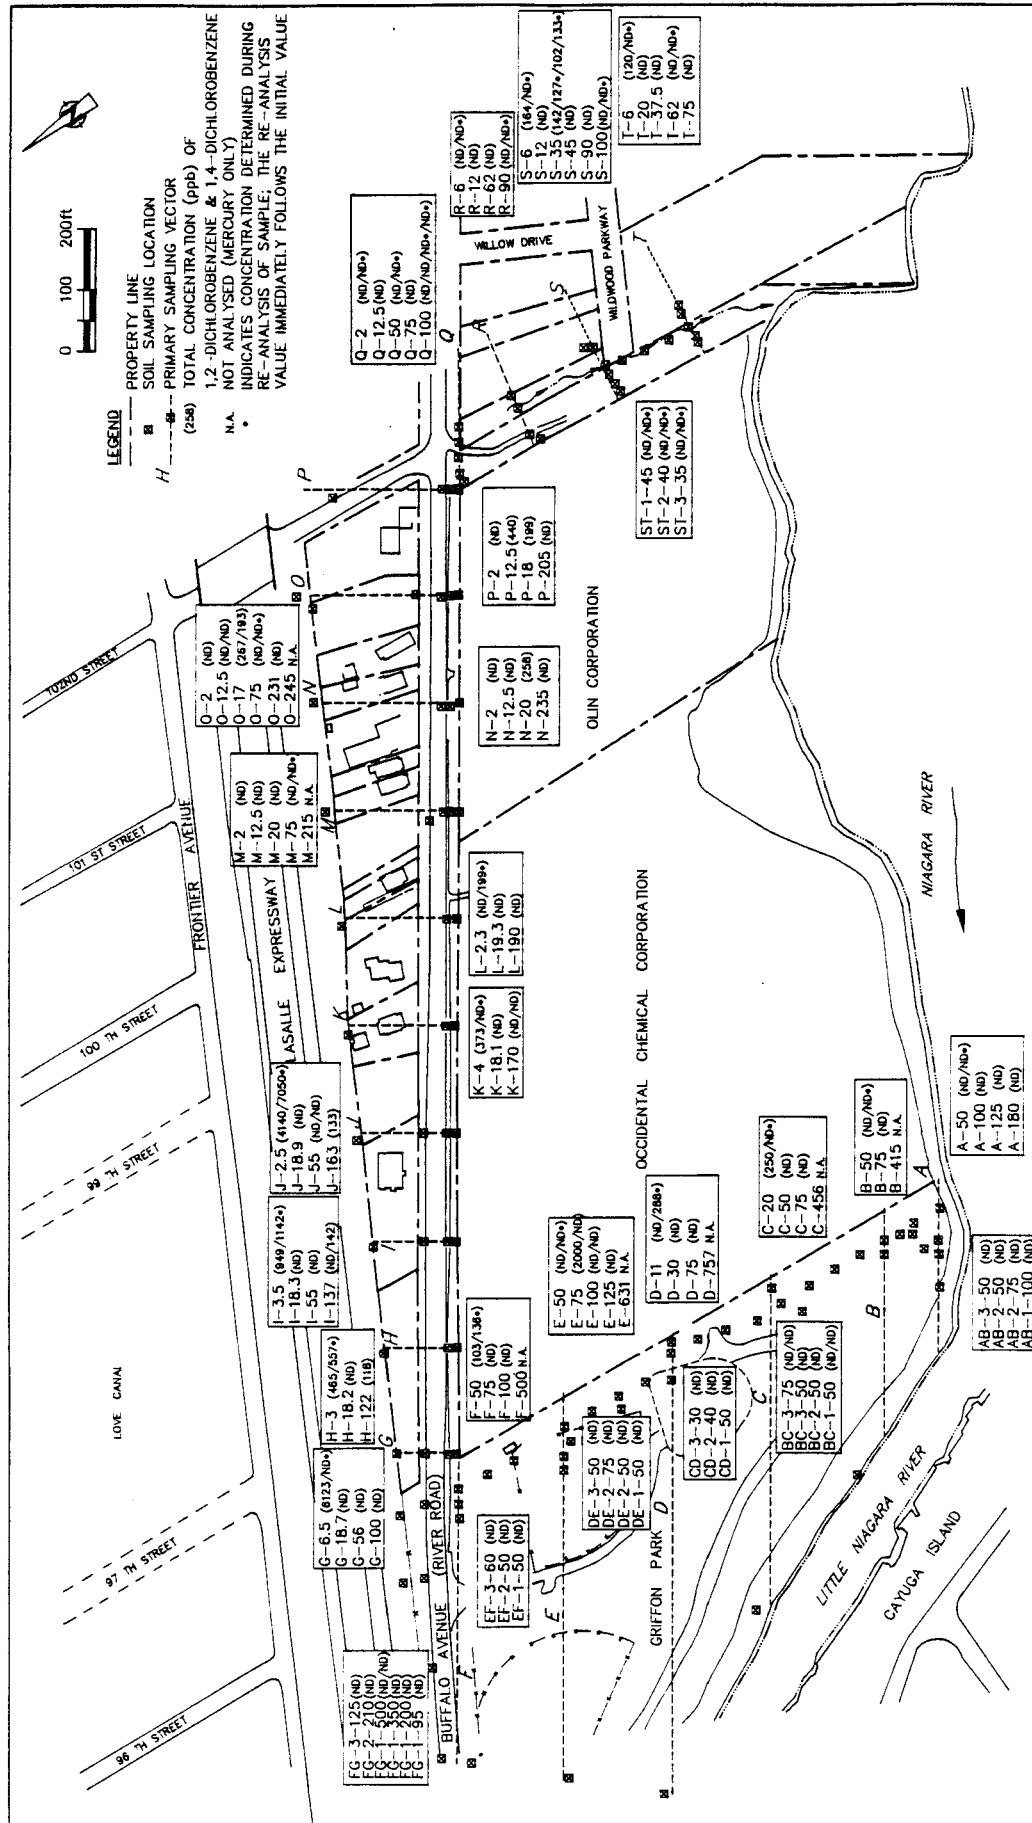 LEGEND
PROPERTY LINE
SOIL SAMPLING LOCATION
H PRIMARY SAMPLING VECTOR
(258) TOTAL CONCENTRATION (ppb) OF
1,2-DICHLOROBENZENE & 1,4-DICHLOROBENZENE
N.A. NOT ANALYSED (MERCURY ONLY)
* INDICATES CONCENTRATION DETERMINED DURING
RE-ANALYSIS OF SAMPLE; THE RE-ANALYSIS
VALUE IMMEDIATELY FOLLOWS THE INITIAL VALUE
0 100 200ft
LOVE CANAL
96 TH STREET
97 TH STREET
99 TH STREET
100 TH STREET
101 ST STREET
102ND STREET
FRONTIER AVENUE
LASALLE EXPRESSWAY
BUFFALO AVENUE (RIVER ROAD)
WILLOW DRIVE
WILDWOOD PARKWAY
OLIN CORPORATION
OCCIDENTAL CHEMICAL CORPORATION
GRIFFON PARK
NIAGARA RIVER
LITTLE NIAGARA RIVER
CAYUGA ISLAND
FG-3-125 (ND)
FG-2-210 (ND)
FG-1-500 (ND/ND)
FG-1-350 (ND)
FG-1-200 (ND)
FG-1-95 (ND)
G-6.5 (8123/ND*)
G-18.7 (ND)
G-56 (ND)
G-100 (ND)
H-3 (465/557*)
H-18.2 (ND)
H-122 (118)
I-3.5 (949/1142*)
I-18.3 (ND)
I-55 (ND)
I-137 (ND/142)
J-2.5 (4140/7050*)
J-18.9 (ND)
J-55 (ND/ND)
J-163 (133)
K-4 (373/ND*)
K-18.1 (ND)
K-170 (ND/ND)
L-2.3 (ND/199*)
L-19.3 (ND)
L-190 (ND)
M-2 (ND)
M-12.5 (ND)
M-20 (ND)
M-75 (ND/ND*)
M-215 N.A.
N-2 (ND)
N-12.5 (ND)
N-20 (258)
N-235 (ND)
O-2 (ND)
O-12.5 (ND/ND)
O-17 (267/193)
O-75 (ND/ND*)
O-231 (ND)
O-245 N.A.
P-2 (ND)
P-12.5 (440)
P-18 (199)
P-205 (ND)
Q-2 (ND/ND*)
Q-12.5 (ND)
Q-50 (ND/ND*)
Q-75 (ND)
Q-100 (ND/ND/ND*/ND*)
R-6 (ND/ND*)
R-12 (ND)
R-62 (ND)
R-90 (ND/ND*)
S-6 (164/ND*)
S-12 (ND)
S-35 (142/127*/102/133*)
S-45 (ND)
S-90 (ND)
S-100 (ND/ND*)
T-6 (120/ND*)
T-20 (ND)
T-37.5 (ND)
T-62 (ND/ND*)
T-75 (ND)
ST-1-45 (ND/ND*)
ST-2-40 (ND/ND*)
ST-3-35 (ND/ND*)
F-50 (103/136*)
F-75 (ND)
F-100 (ND)
F-500 N.A.
EF-3-60 (ND)
EF-2-50 (ND)
EF-1-50 (ND)
E-50 (ND/ND*)
E-75 (2000/ND)
E-100 (ND/ND)
E-125 (ND)
E-631 N.A.
DE-3-50 (ND)
DE-2-75 (ND)
DE-2-50 (ND)
DE-1-50 (ND)
D-11 (ND/288*)
D-30 (ND)
D-75 (ND)
D-757 N.A.
CD-3-30 (ND)
CD-2-40 (ND)
CD-1-50 (ND)
C-20 (250/ND*)
C-50 (ND)
C-75 (ND)
C-456 N.A.
BC-3-75 (ND/ND)
BC-3-50 (ND)
BC-2-50 (ND)
BC-1-50 (ND/ND)
B-50 (ND/ND*)
B-75 (ND)
B-415 N.A.
A-50 (ND/ND*)
A-100 (ND)
A-125 (ND)
A-180 (ND)
AB-3-50 (ND)
AB-2-50 (ND)
AB-2-75 (ND)
AB-1-100 (ND)
A
B
C
D
E
F
G
H
I
J
K
L
M
N
O
P
Q
R
S
T